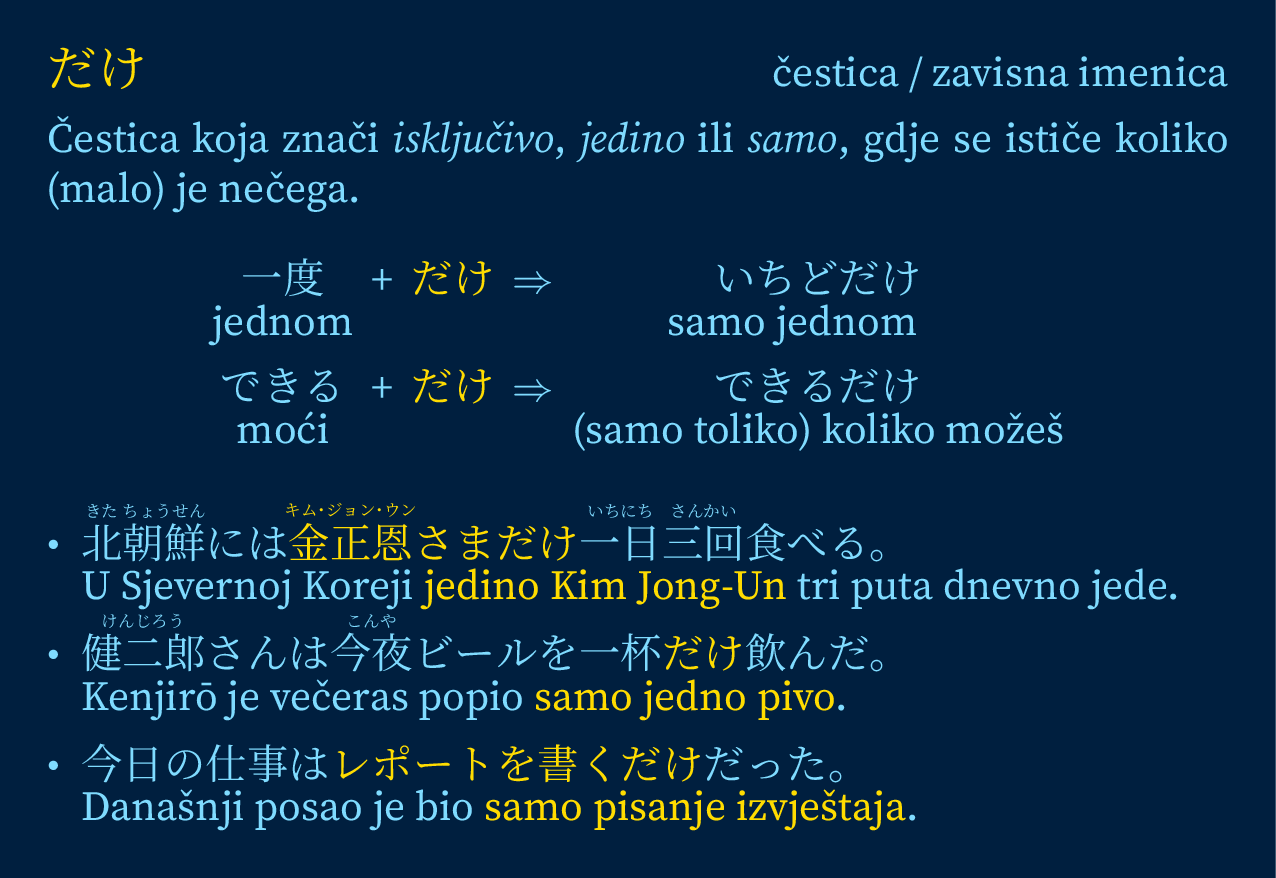 だけ čestica / zavisna imenica
Čestica koja znači isključivo, jedino ili samo, gdje se ističe koliko
(malo) je nečega.
一度 + だけ ⇒ いちどだけ
jednom samo jednom
できる + だけ ⇒ できるだけ
moći (samo toliko) koliko možeš
きた ちょうせん キム・ジョン・ウン いちにち さんかい
• 北朝鮮には金正恩さまだけ一日三回食べる。
U Sjevernoj Koreji jedino Kim Jong-Un tri puta dnevno jede.
けんじろう こんや
• 健二郎さんは今夜ビールを一杯だけ飲んだ。
Kenjirō je večeras popio samo jedno pivo.
• 今日の仕事はレポートを書くだけだった。
Današnji posao je bio samo pisanje izvještaja.